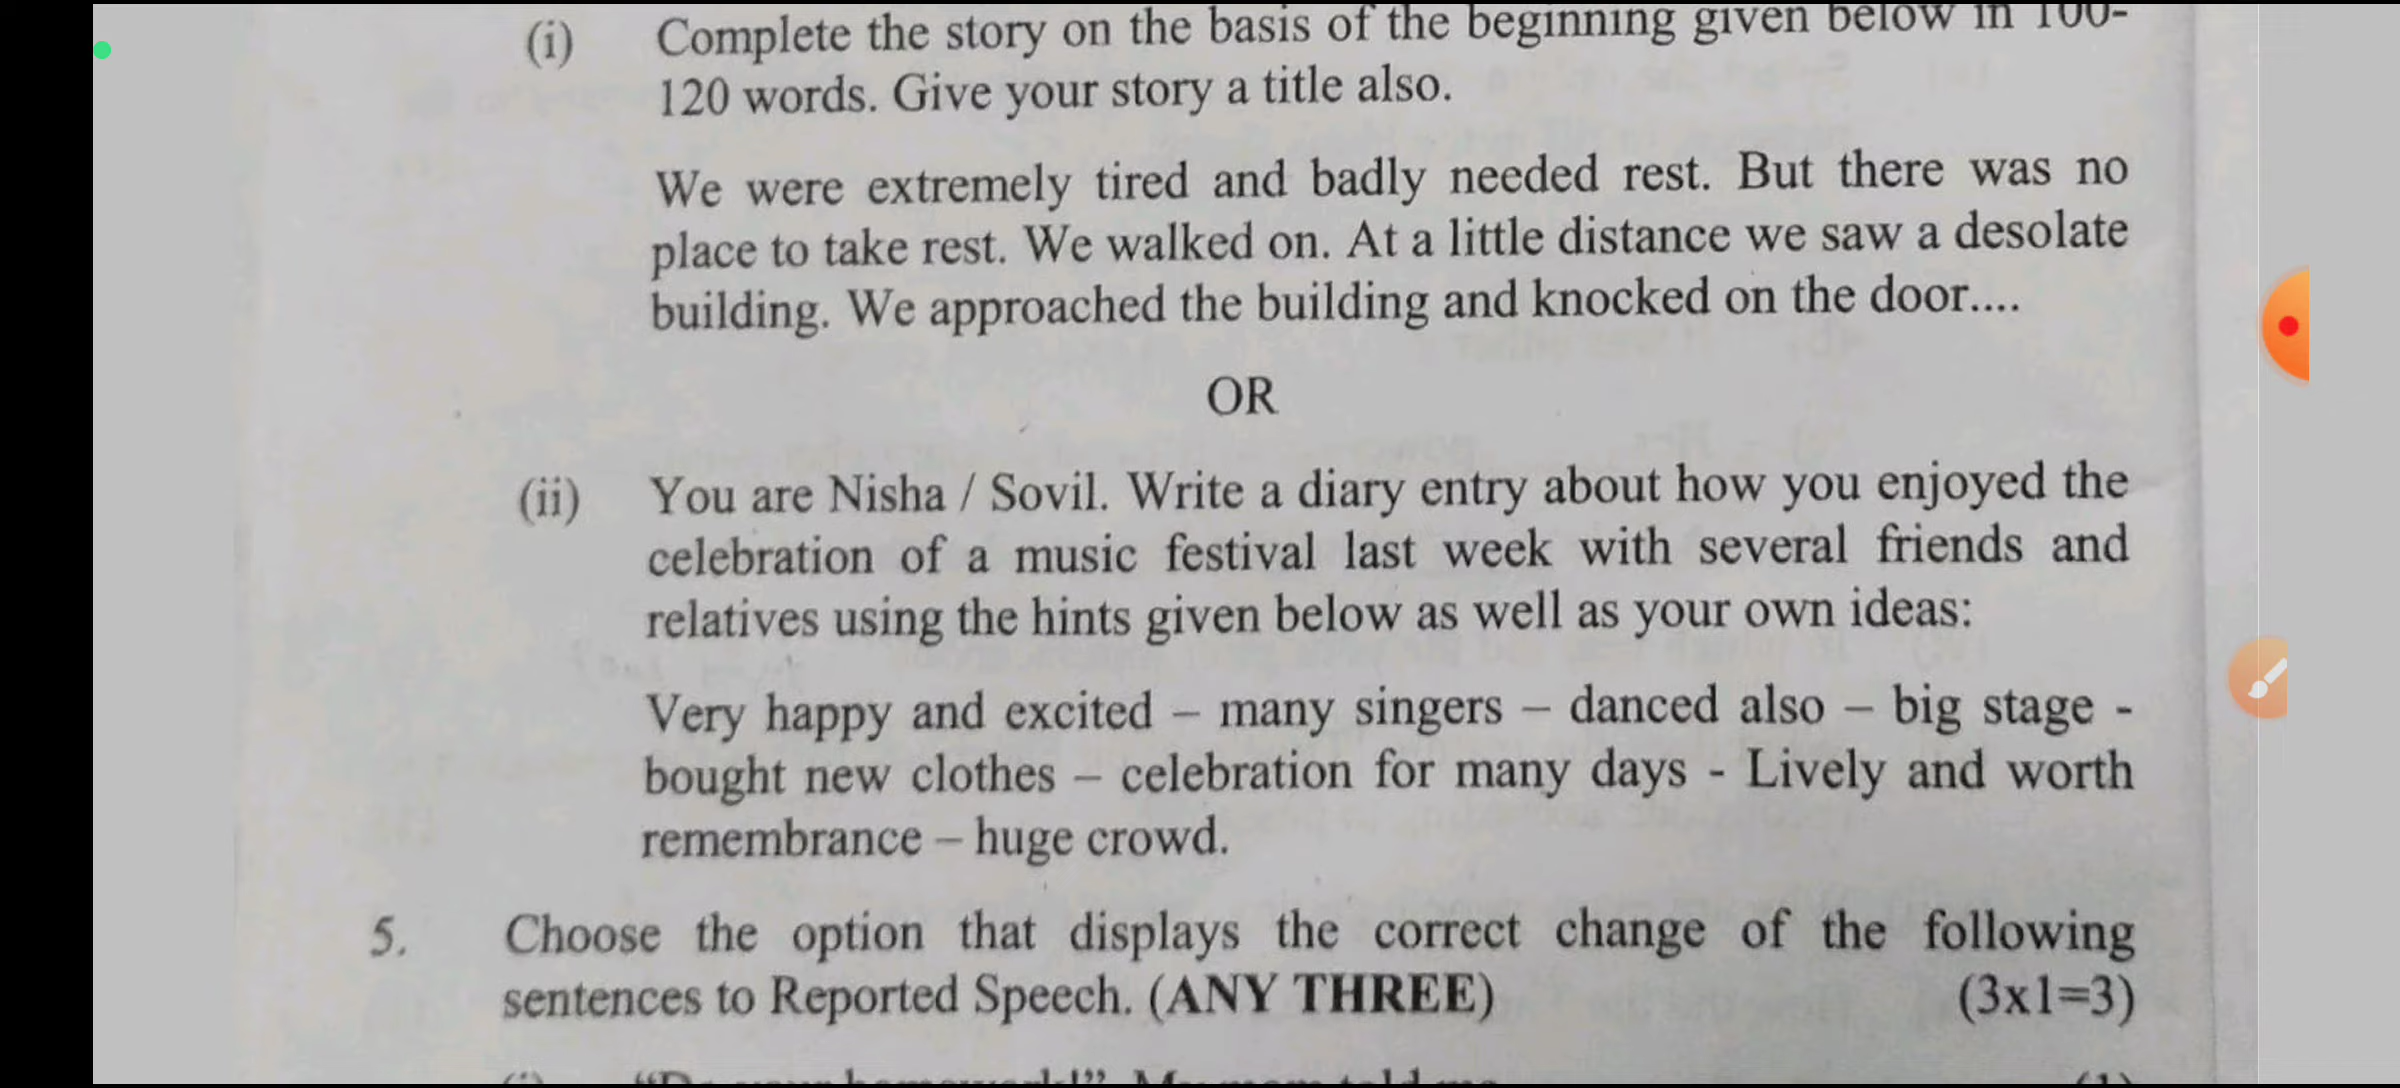 (i) Complete the story on the basis of the beginning given below in 100-
120 words. Give your story a title also.
We were extremely tired and badly needed rest. But there was no
place to take rest. We walked on. At a little distance we saw a desolate
building. We approached the building and knocked on the door....
OR
(ii) You are Nisha / Sovil. Write a diary entry about how you enjoyed the
celebration of a music festival last week with several friends and
relatives using the hints given below as well as your own ideas:
Very happy and excited – many singers – danced also – big stage -
bought new clothes – celebration for many days - Lively and worth
remembrance – huge crowd.
5. Choose the option that displays the correct change of the following
sentences to Reported Speech. (ANY THREE) (3x1=3)